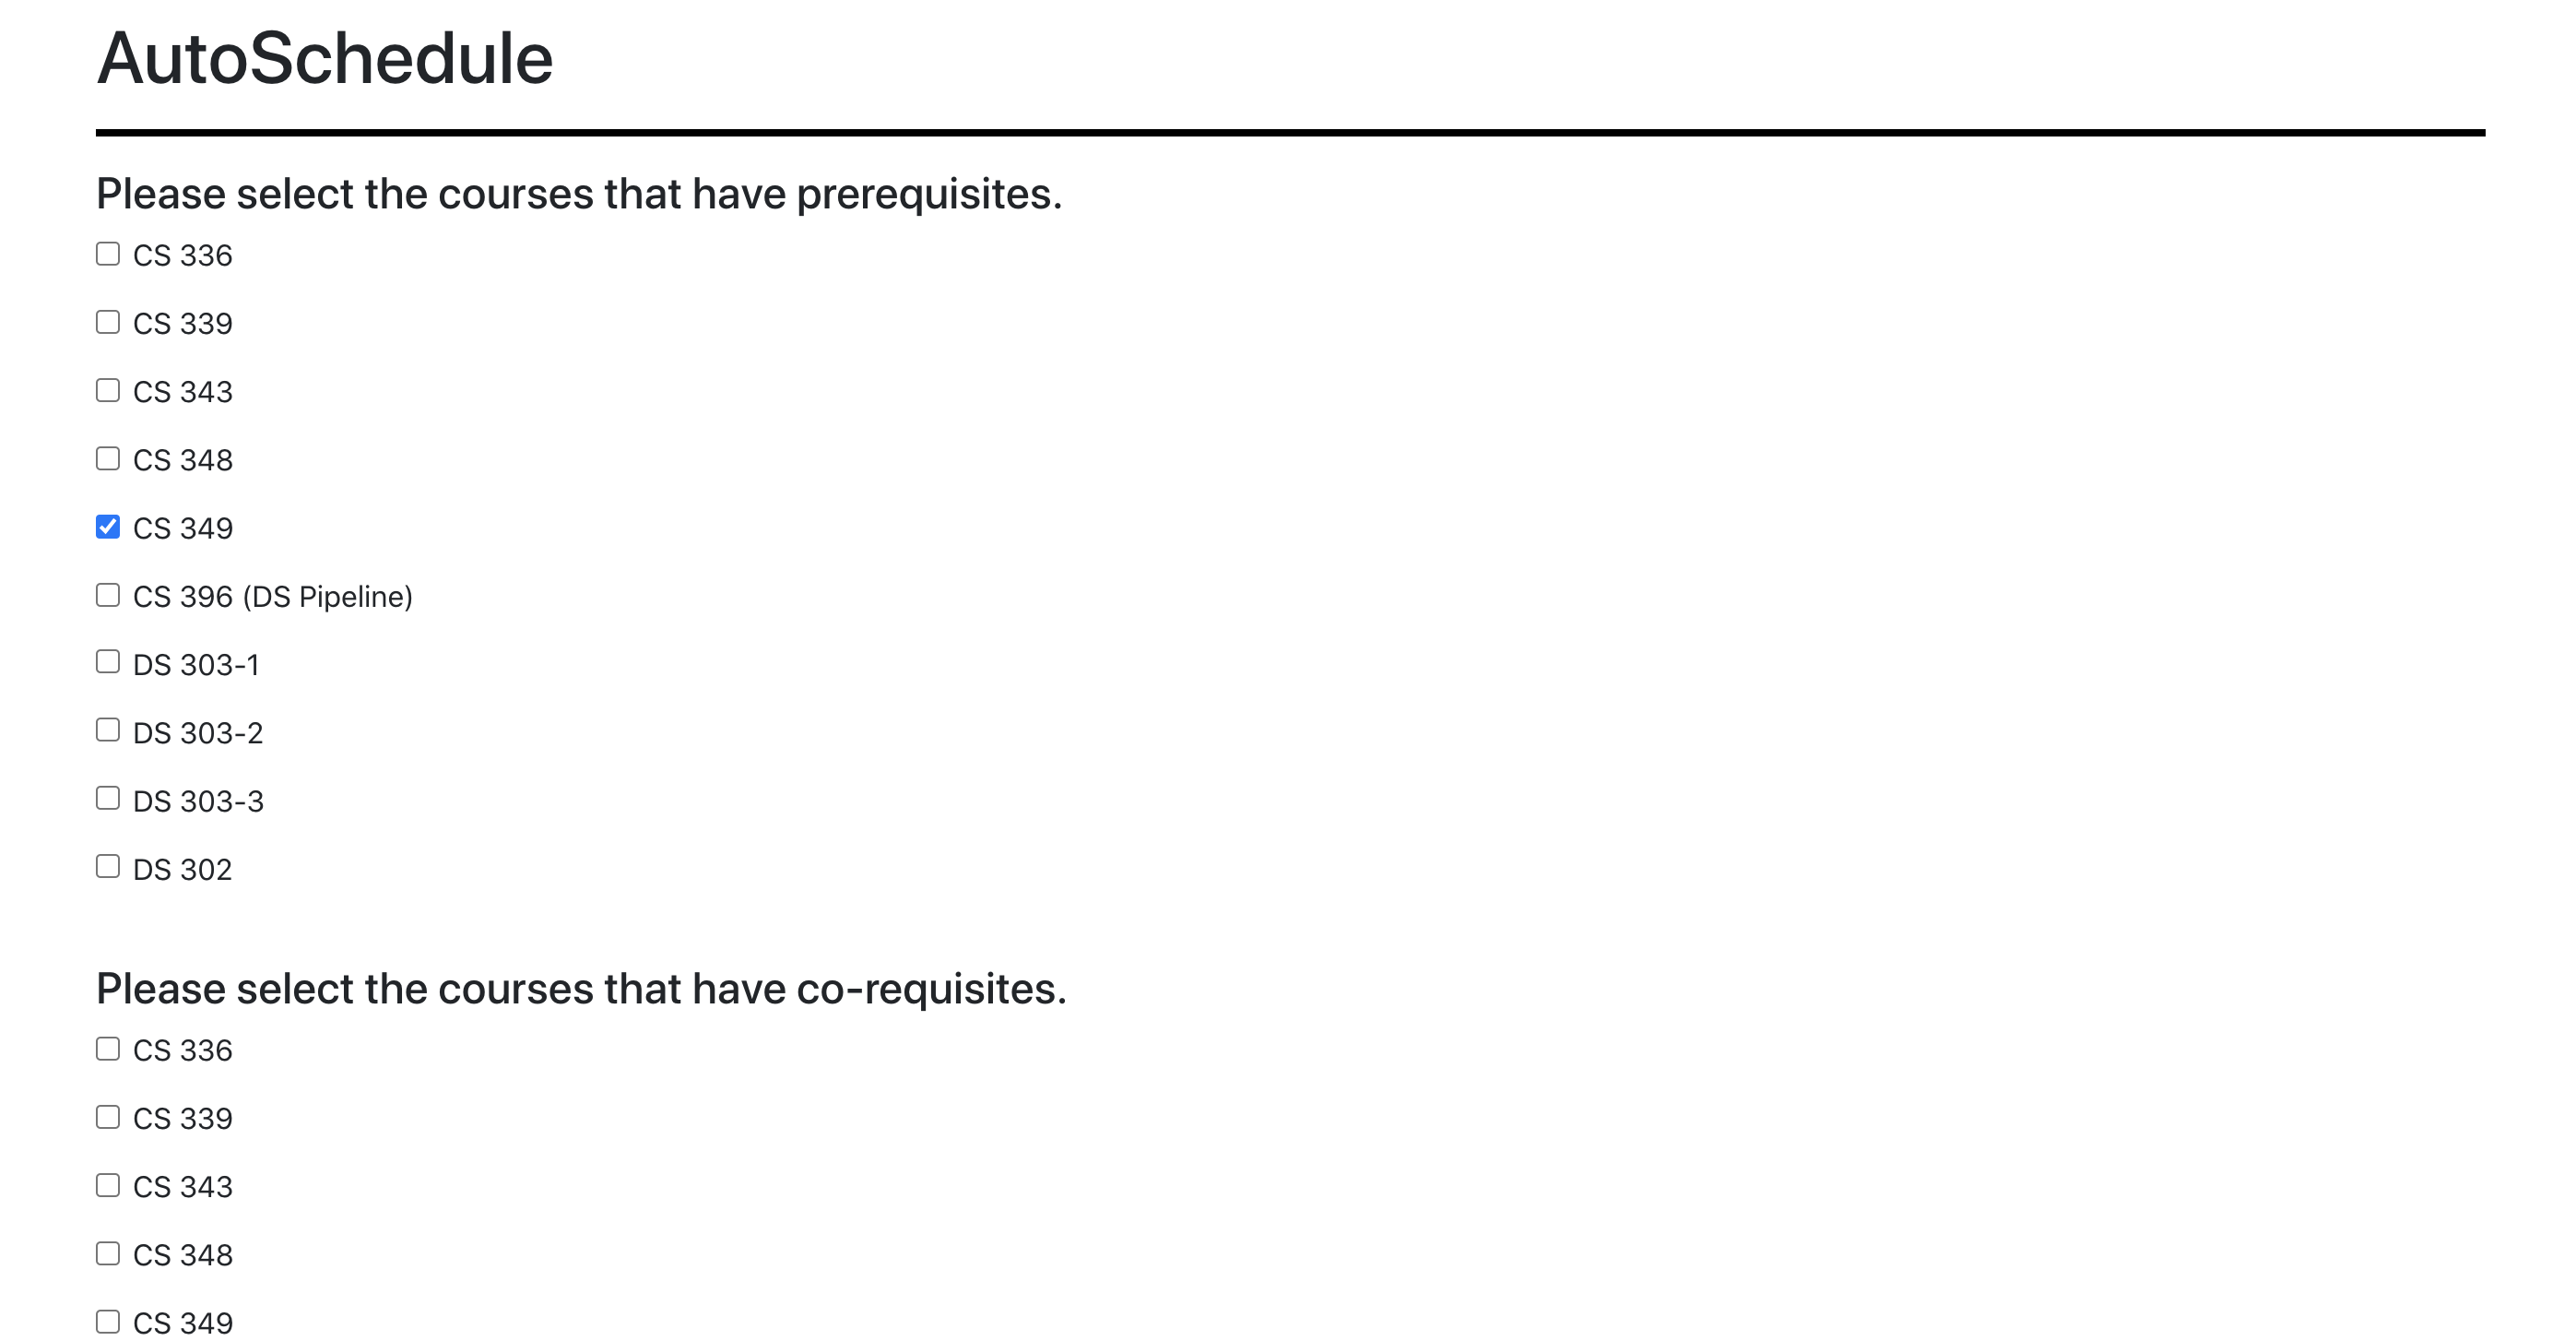 AutoSchedule
Please select the courses that have prerequisites.
CS 336
CS 339
CS 343
CS 348
CS 349
CS 396 (DS Pipeline)
DS 303-1
DS 303-2
DS 303-3
DS 302
Please select the courses that have co-requisites.
CS 336
CS 339
CS 343
CS 348
CS 349